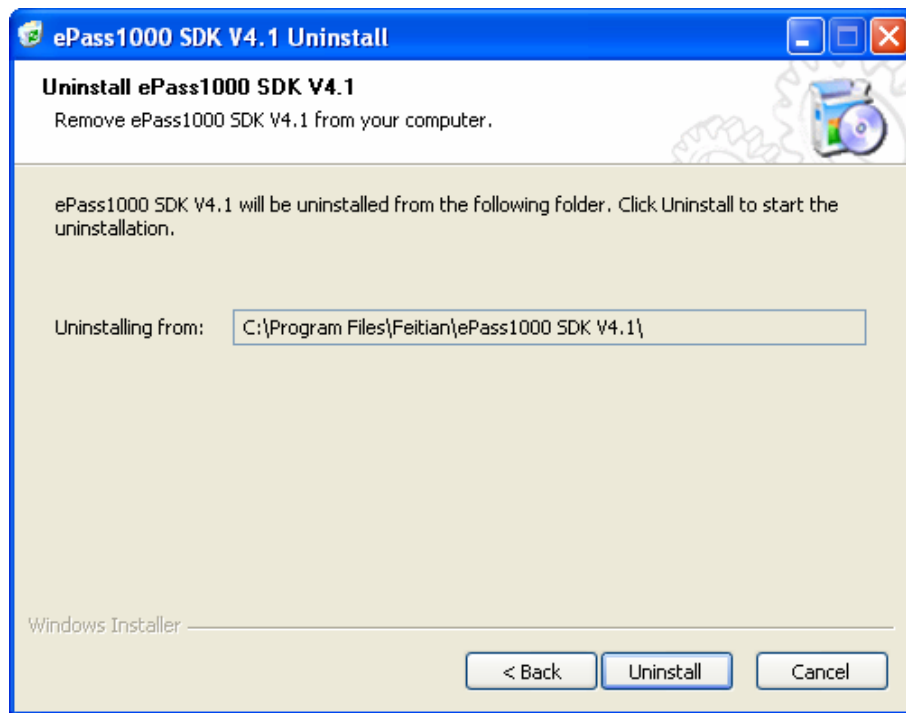 ePass1000 SDK V4.1 Uninstall
Uninstall ePass1000 SDK V4.1
Remove ePass1000 SDK V4.1 from your computer.
ePass1000 SDK V4.1 will be uninstalled from the following folder. Click Uninstall to start the
uninstallation.
Uninstalling from: C:\Program Files\Feitian\ePass1000 SDK V4.1\
Windows Installer
< Back Uninstall Cancel